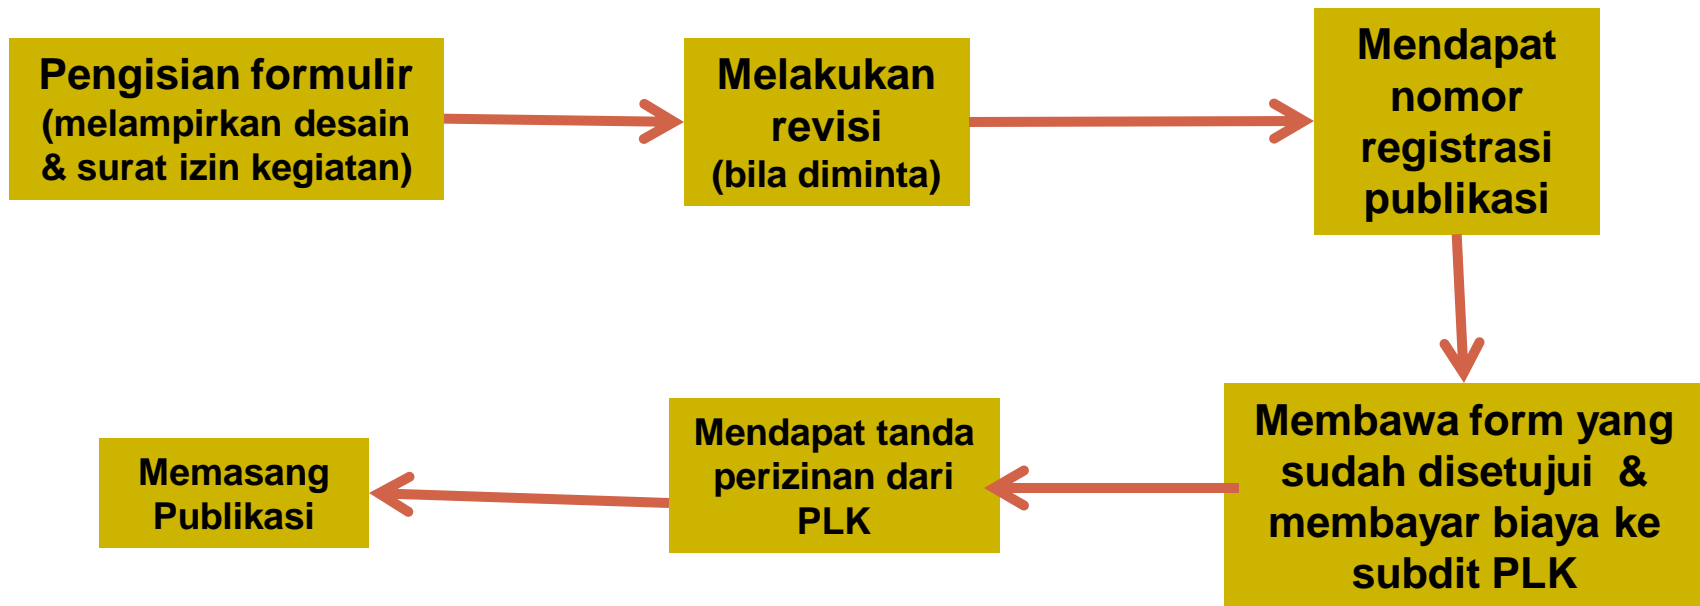 Pengisian formulir
(melampirkan desain
& surat izin kegiatan)
Melakukan
revisi
(bila diminta)
Mendapat
nomor
registrasi
publikasi
Membawa form yang
sudah disetujui &
membayar biaya ke
subdit PLK
Mendapat tanda
perizinan dari
PLK
Memasang
Publikasi